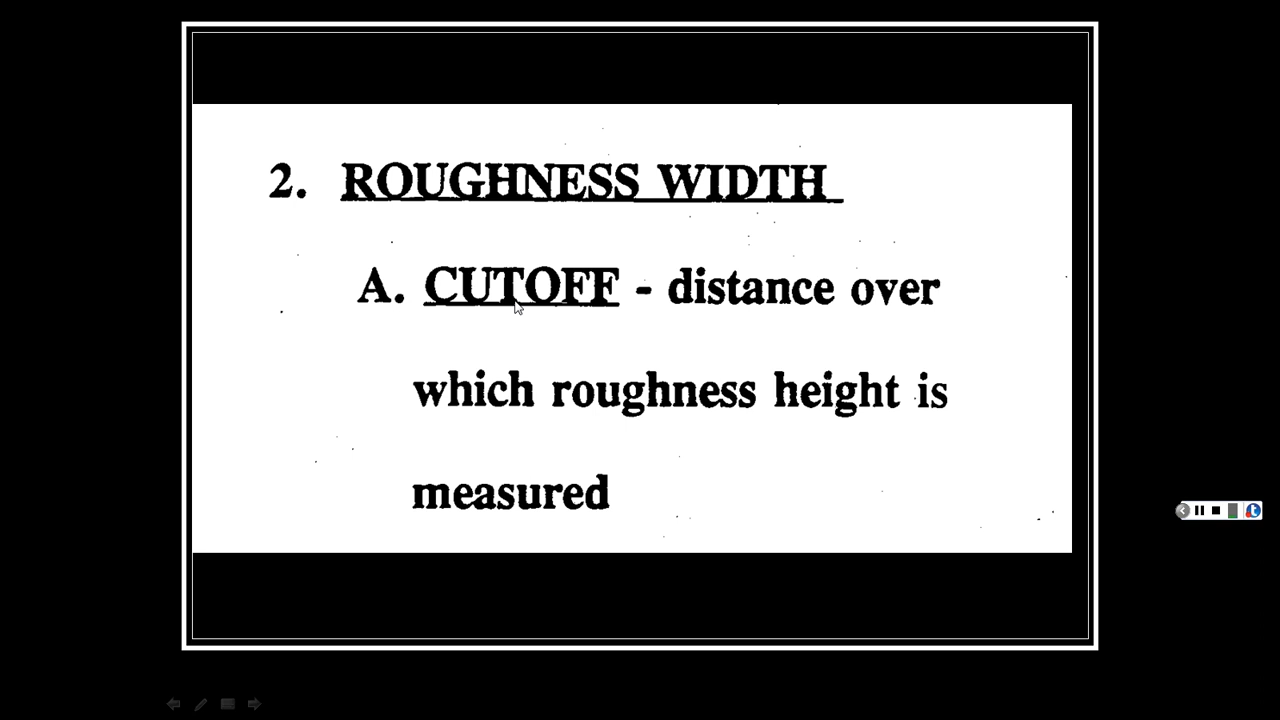 2. ROUGHNESS WIDTH
A. CUTOFF - distance over
which roughness height is
measured